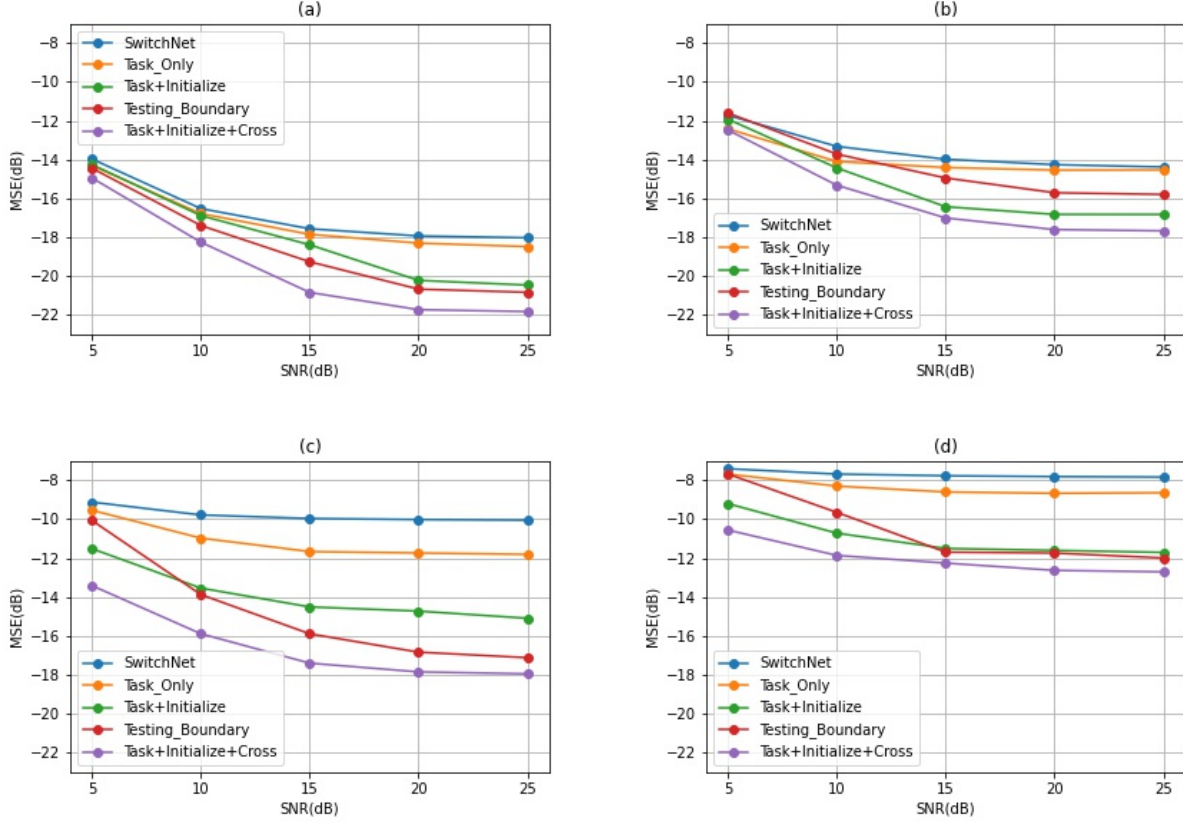 (a)
−8
−10
−12
−14
−16
−18
−20
−22
MSE(dB)
SwitchNet
Task_Only
Task+Initialize
Testing_Boundary
Task+Initialize+Cross
5 10 15 20 25
SNR(dB)
(b)
−8
−10
−12
−14
−16
−18
−20
−22
MSE(dB)
SwitchNet
Task_Only
Task+Initialize
Testing_Boundary
Task+Initialize+Cross
5 10 15 20 25
SNR(dB)
(c)
−8
−10
−12
−14
−16
−18
−20
−22
MSE(dB)
SwitchNet
Task_Only
Task+Initialize
Testing_Boundary
Task+Initialize+Cross
5 10 15 20 25
SNR(dB)
(d)
−8
−10
−12
−14
−16
−18
−20
−22
MSE(dB)
SwitchNet
Task_Only
Task+Initialize
Testing_Boundary
Task+Initialize+Cross
5 10 15 20 25
SNR(dB)